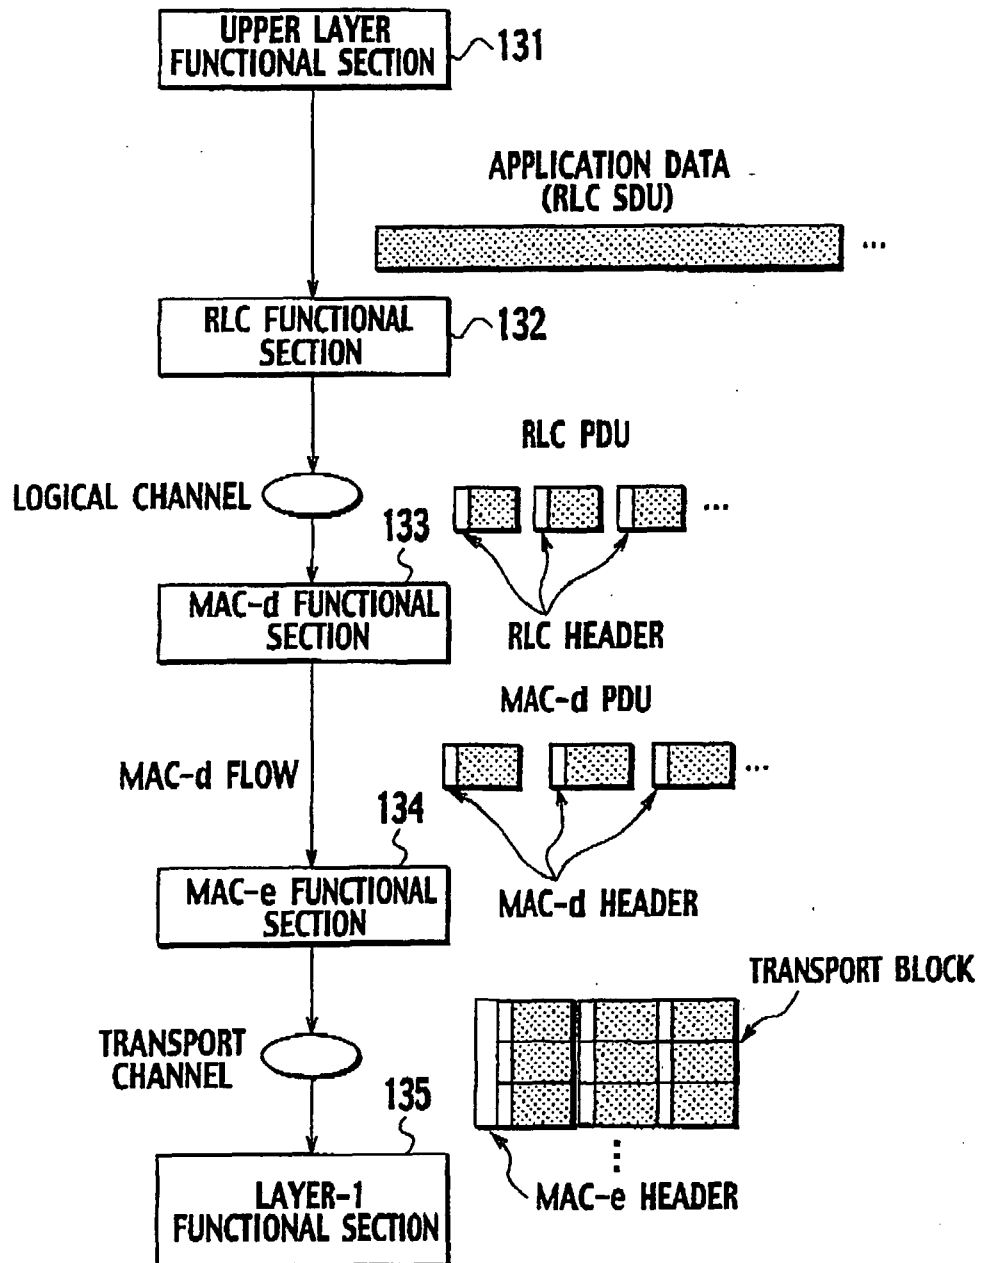 UPPER LAYER
FUNCTIONAL SECTION
131
APPLICATION DATA
(RLC SDU)
...
RLC FUNCTIONAL
SECTION
132
RLC PDU
LOGICAL CHANNEL
...
133
MAC-d FUNCTIONAL
SECTION
RLC HEADER
MAC-d PDU
MAC-d FLOW
...
134
MAC-e FUNCTIONAL
SECTION
MAC-d HEADER
TRANSPORT BLOCK
TRANSPORT
CHANNEL
135
MAC-e HEADER
LAYER-1
FUNCTIONAL SECTION